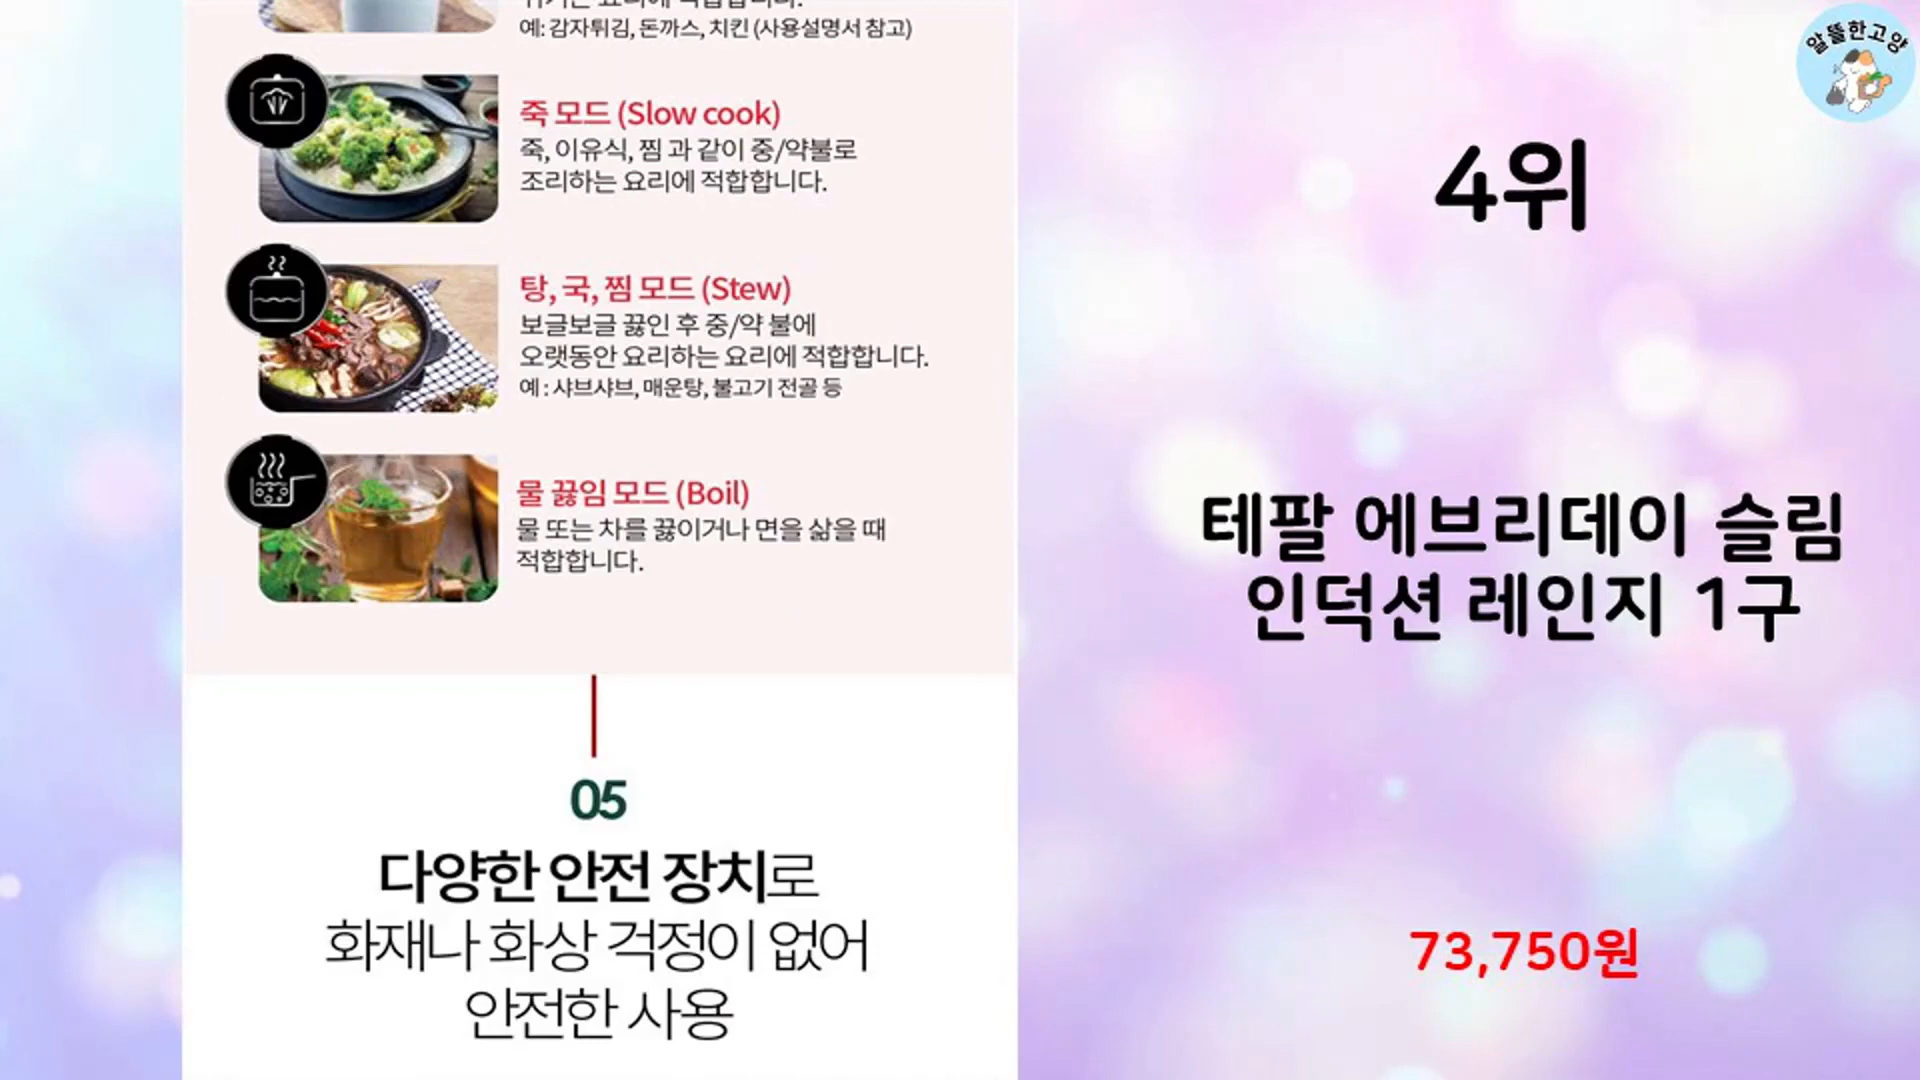 예: 감자튀김, 돈까스, 치킨 (사용설명서 참고)
죽 모드 (Slow cook)
죽, 이유식, 찜 과 같이 중/약불로
조리하는 요리에 적합합니다.
탕, 국, 찜 모드 (Stew)
보글보글 끓인 후 중/약 불에
오랫동안 요리하는 요리에 적합합니다.
예 : 샤브샤브, 매운탕, 불고기 전골 등
물 끓임 모드 (Boil)
물 또는 차를 끓이거나 면을 삶을 때
적합합니다.
05
다양한 안전 장치로
화재나 화상 걱정이 없어
안전한 사용
알뜰한고양
4위
테팔 에브리데이 슬림
인덕션 레인지 1구
73,750원